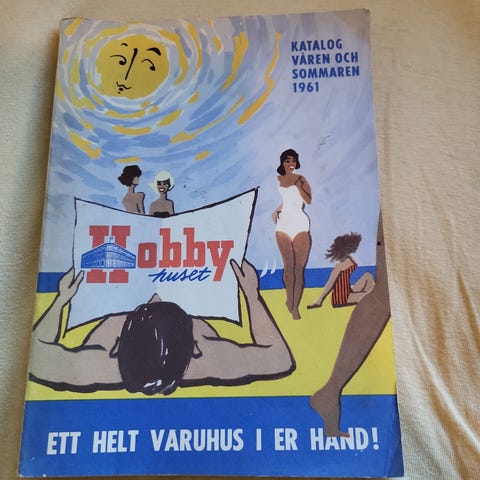 KATALOG
VÅREN OCH
SOMMAREN
1961
Hobby
huset
ETT HELT VARUHUS I ER HAND!